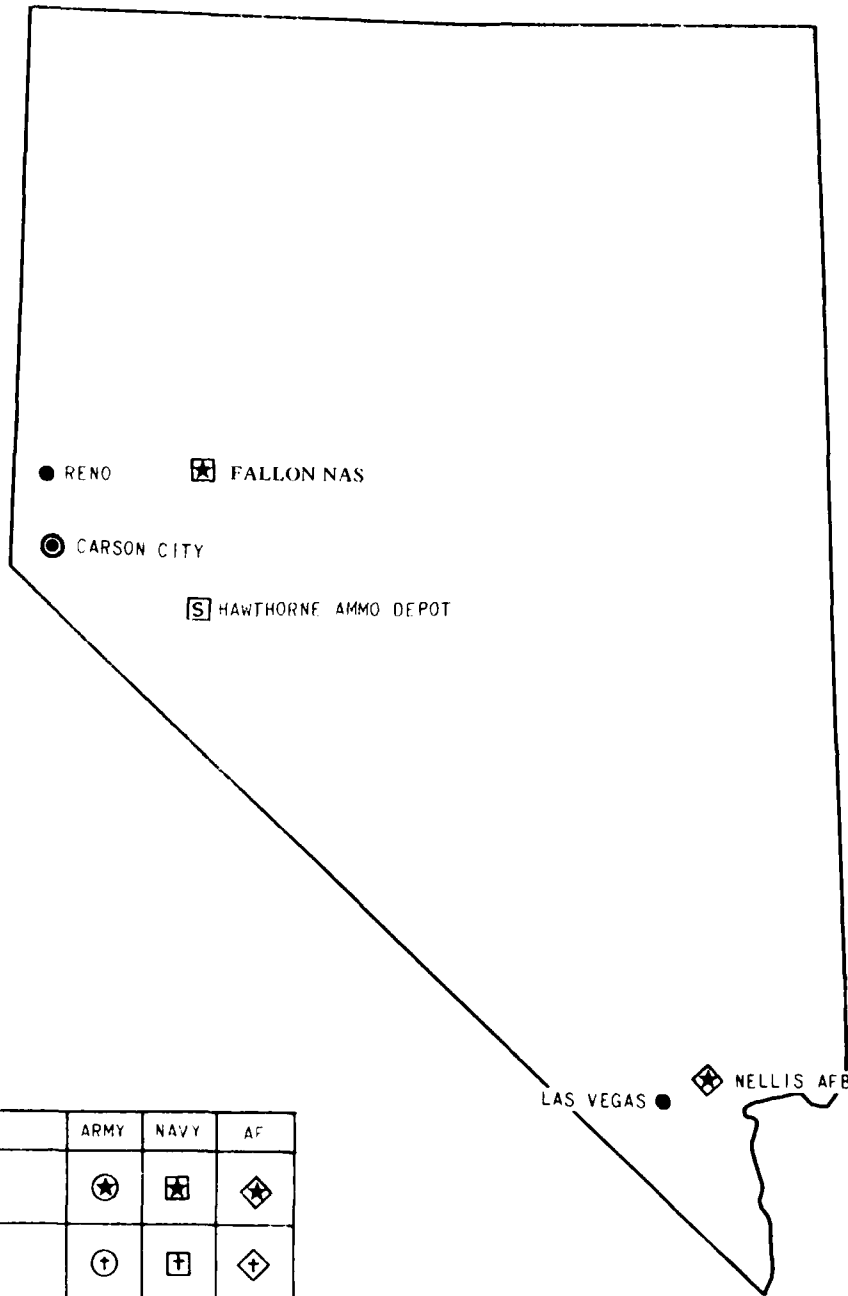 RENO
FALLON NAS
CARSON CITY
S HAWTHORNE AMMO DEPOT
LAS VEGAS
NELLIS AFB
ARMY NAVY AF